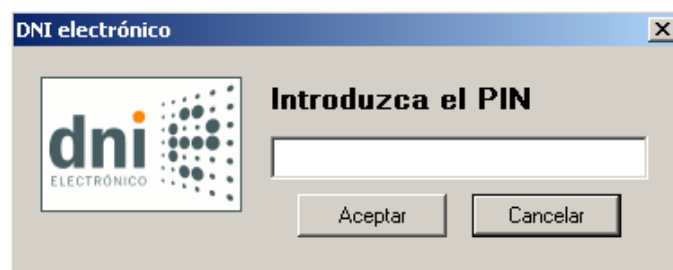 DNI electrónico
Introduzca el PIN
dni
ELECTRÓNICO
Aceptar
Cancelar